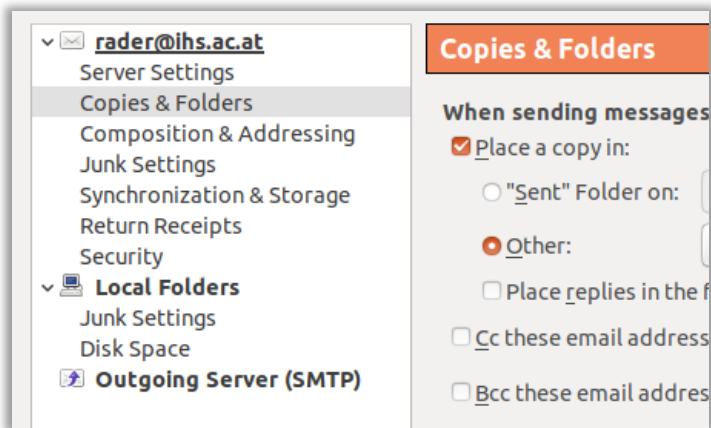 rader@ihs.ac.at
Server Settings
Copies & Folders
Composition & Addressing
Junk Settings
Synchronization & Storage
Return Receipts
Security
Local Folders
Junk Settings
Disk Space
Outgoing Server (SMTP)
Copies & Folders
When sending messages
Place a copy in:
"Sent" Folder on:
Other:
Place replies in the
Cc these email address
Bcc these email addres